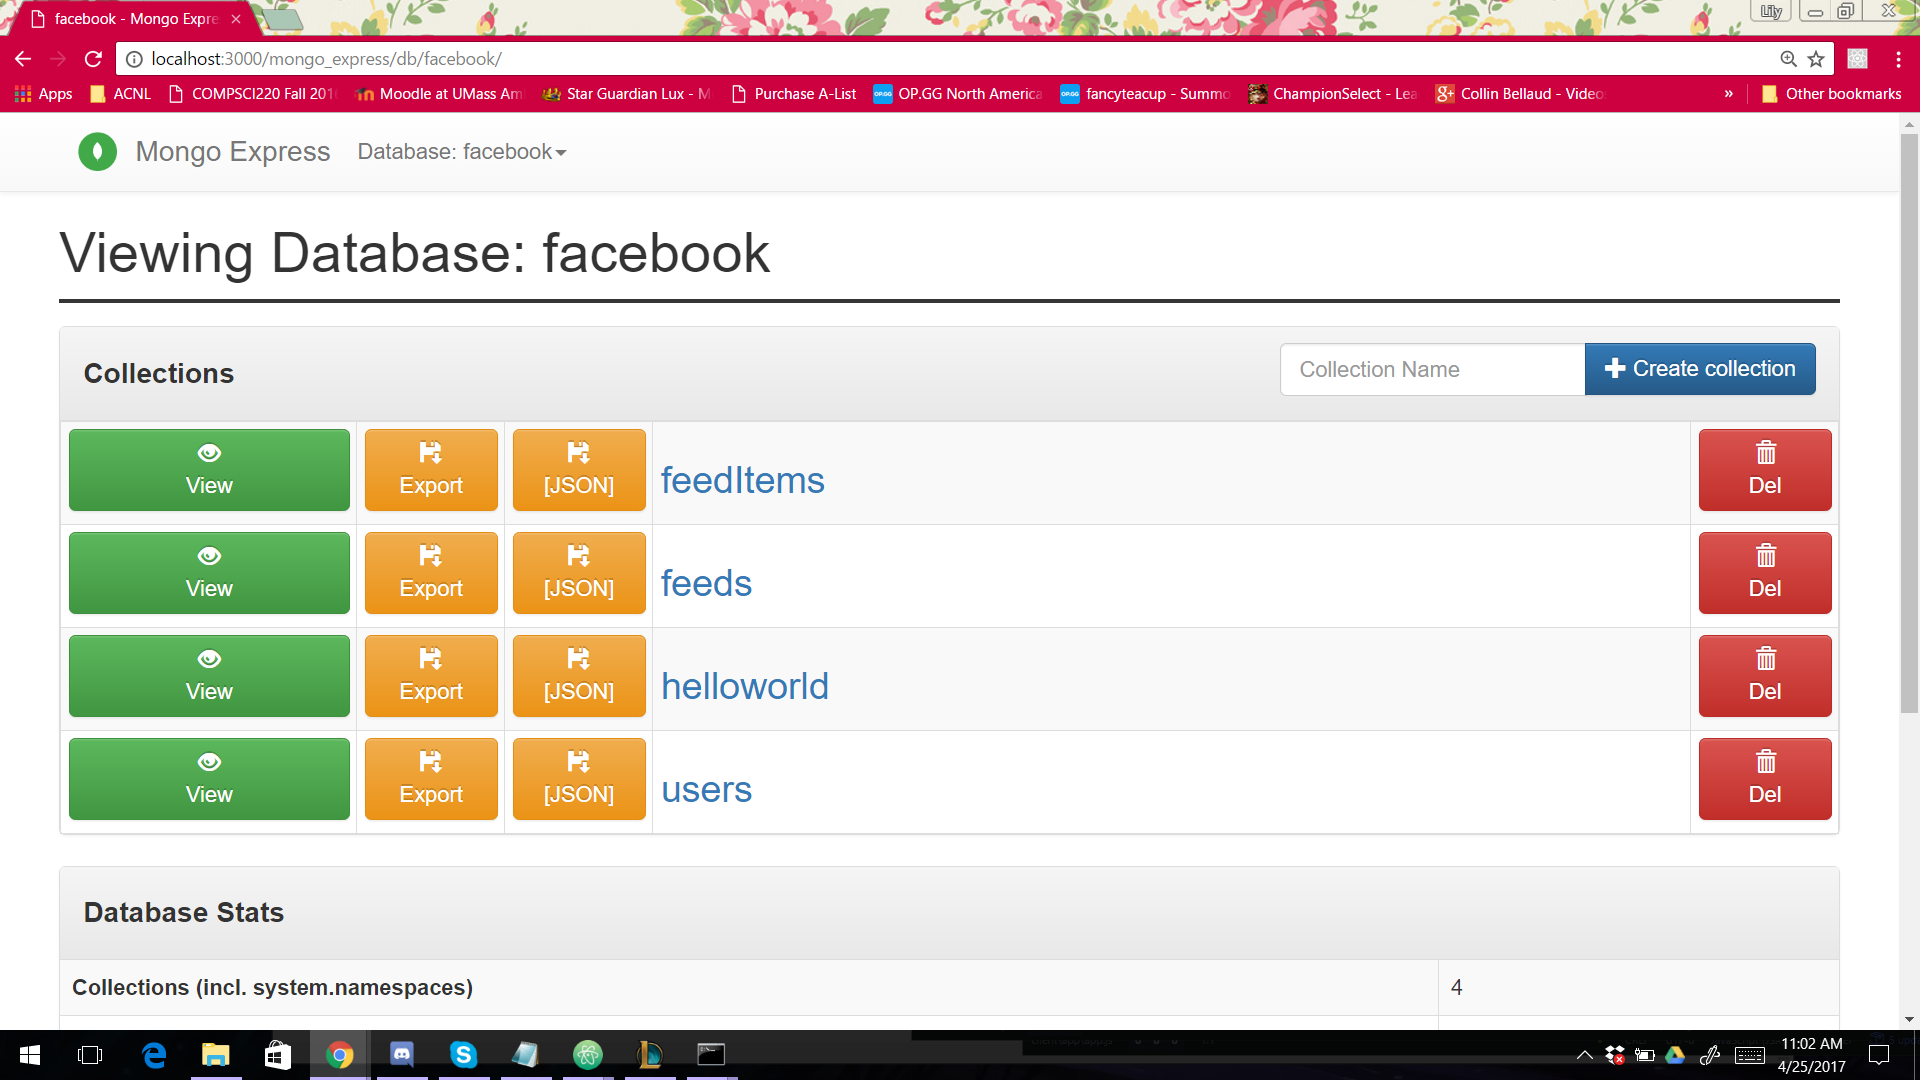 facebook - Mongo Expre
Lily
localhost:3000/mongo_express/db/facebook/
Apps
ACNL
COMPSCI220 Fall 201
Moodle at UMass Am
Star Guardian Lux - M
Purchase A-List
OP.GG North America
fancyteacup - Summo
ChampionSelect - Lea
Collin Bellaud - Video
»
Other bookmarks
Mongo Express
Database: facebook
Viewing Database: facebook
Collections
Collection Name
Create collection
View
Export
[JSON]
feedItems
Del
View
Export
[JSON]
feeds
Del
View
Export
[JSON]
helloworld
Del
View
Export
[JSON]
users
Del
Database Stats
Collections (incl. system.namespaces)
4
11:02 AM
4/25/2017